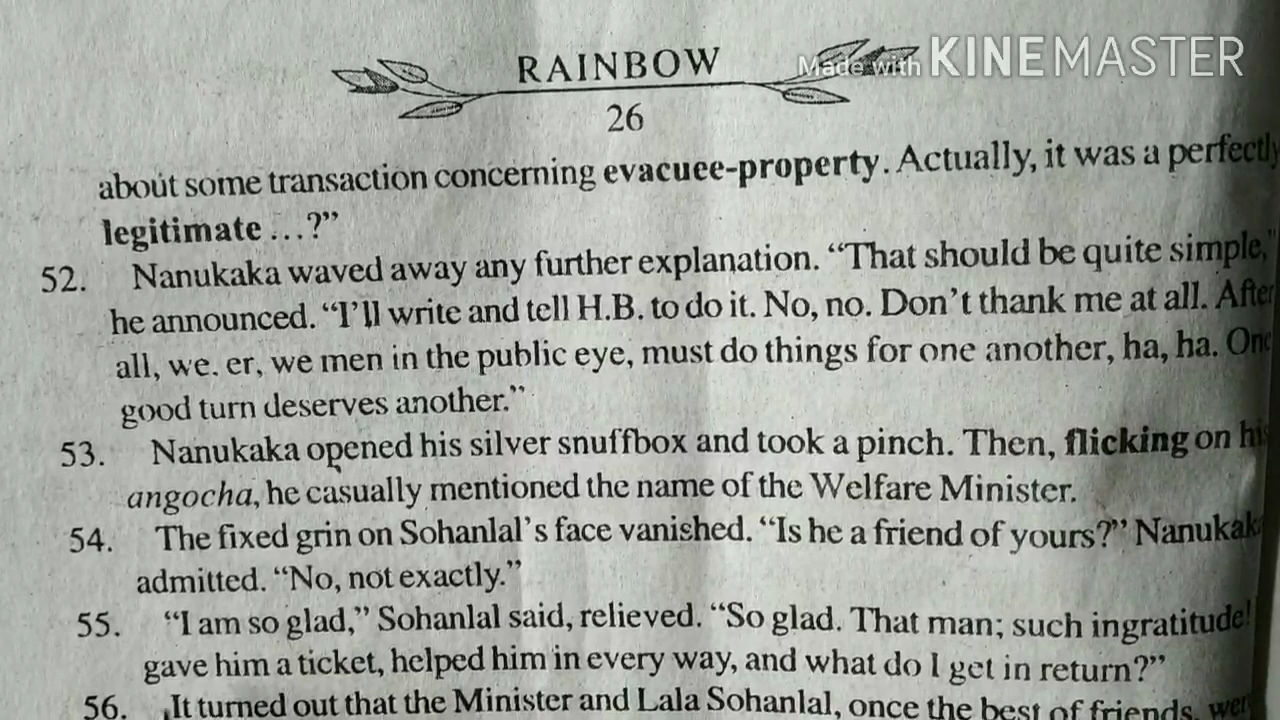 RAINBOW
Made with KINEMASTER
26
about some transaction concerning evacuee-property. Actually, it was a perfectly
legitimate ...?”
52. Nanukaka waved away any further explanation. “That should be quite simple,”
he announced. “I’ll write and tell H.B. to do it. No, no. Don’t thank me at all. After
all, we. er, we men in the public eye, must do things for one another, ha, ha. One
good turn deserves another.”
53. Nanukaka opened his silver snuffbox and took a pinch. Then, flicking on his
angocha, he casually mentioned the name of the Welfare Minister.
54. The fixed grin on Sohanlal’s face vanished. “Is he a friend of yours?” Nanukaka
admitted. “No, not exactly.”
55. “I am so glad,” Sohanlal said, relieved. “So glad. That man; such ingratitude!
gave him a ticket, helped him in every way, and what do I get in return?”
56. It turned out that the Minister and Lala Sohanlal, once the best of friends, were